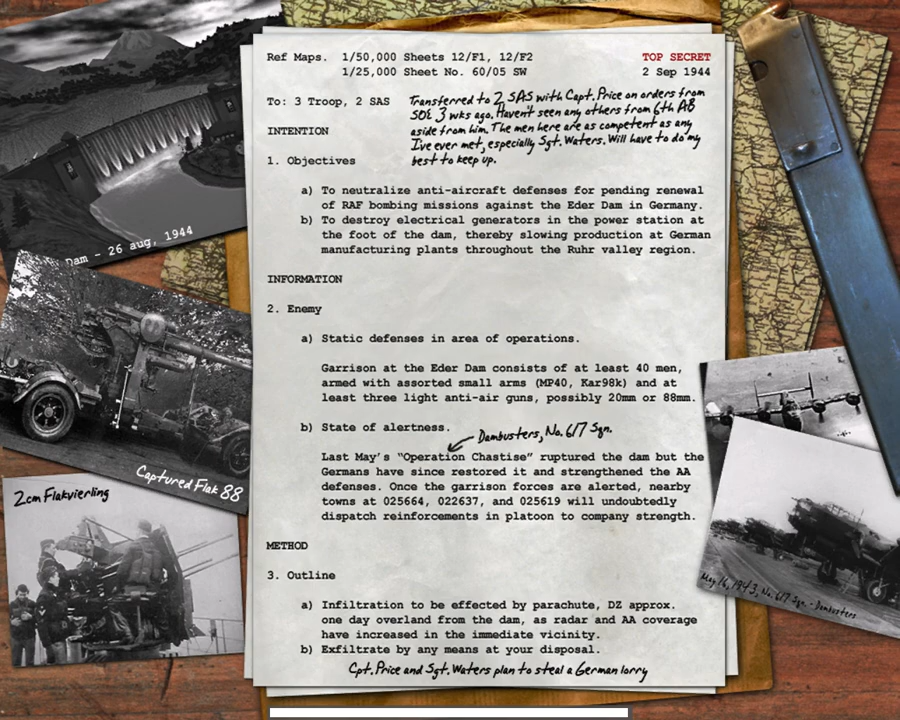 Ref Maps. 1/50,000 Sheets 12/F1, 12/F2
TOP SECRET
1/25,000 Sheet No. 60/05 SW
2 Sep 1944
To: 3 Troop, 2 SAS
Transferred to 2 SAS with Capt. Price on orders from
SOE 3 wks ago. Haven't seen any others from 6th AB
aside from him. The men here are as competent as any
I've ever met, especially Sgt. Waters. Will have to do my
best to keep up.
INTENTION
1. Objectives
a) To neutralize anti-aircraft defenses for pending renewal
of RAF bombing missions against the Eder Dam in Germany.
b) To destroy electrical generators in the power station at
the foot of the dam, thereby slowing production at German
manufacturing plants throughout the Ruhr valley region.
INFORMATION
2. Enemy
a) Static defenses in area of operations.
Garrison at the Eder Dam consists of at least 40 men,
armed with assorted small arms (MP40, Kar98k) and at
least three light anti-air guns, possibly 20mm or 88mm.
b) State of alertness.
Dambusters, No. 617 Sqn.
Last May's "Operation Chastise" ruptured the dam but the
Germans have since restored it and strengthened the AA
defenses. Once the garrison forces are alerted, nearby
towns at 025664, 022637, and 025619 will undoubtedly
dispatch reinforcements in platoon to company strength.
METHOD
3. Outline
a) Infiltration to be effected by parachute, DZ approx.
one day overland from the dam, as radar and AA coverage
have increased in the immediate vicinity.
b) Exfiltrate by any means at your disposal.
Cpt. Price and Sgt. Waters plan to steal a German lorry
Dam - 26 aug, 1944
Captured Flak 88
2cm Flakvierling
May 16, 1943, No. 617 Sqn. - Dambusters